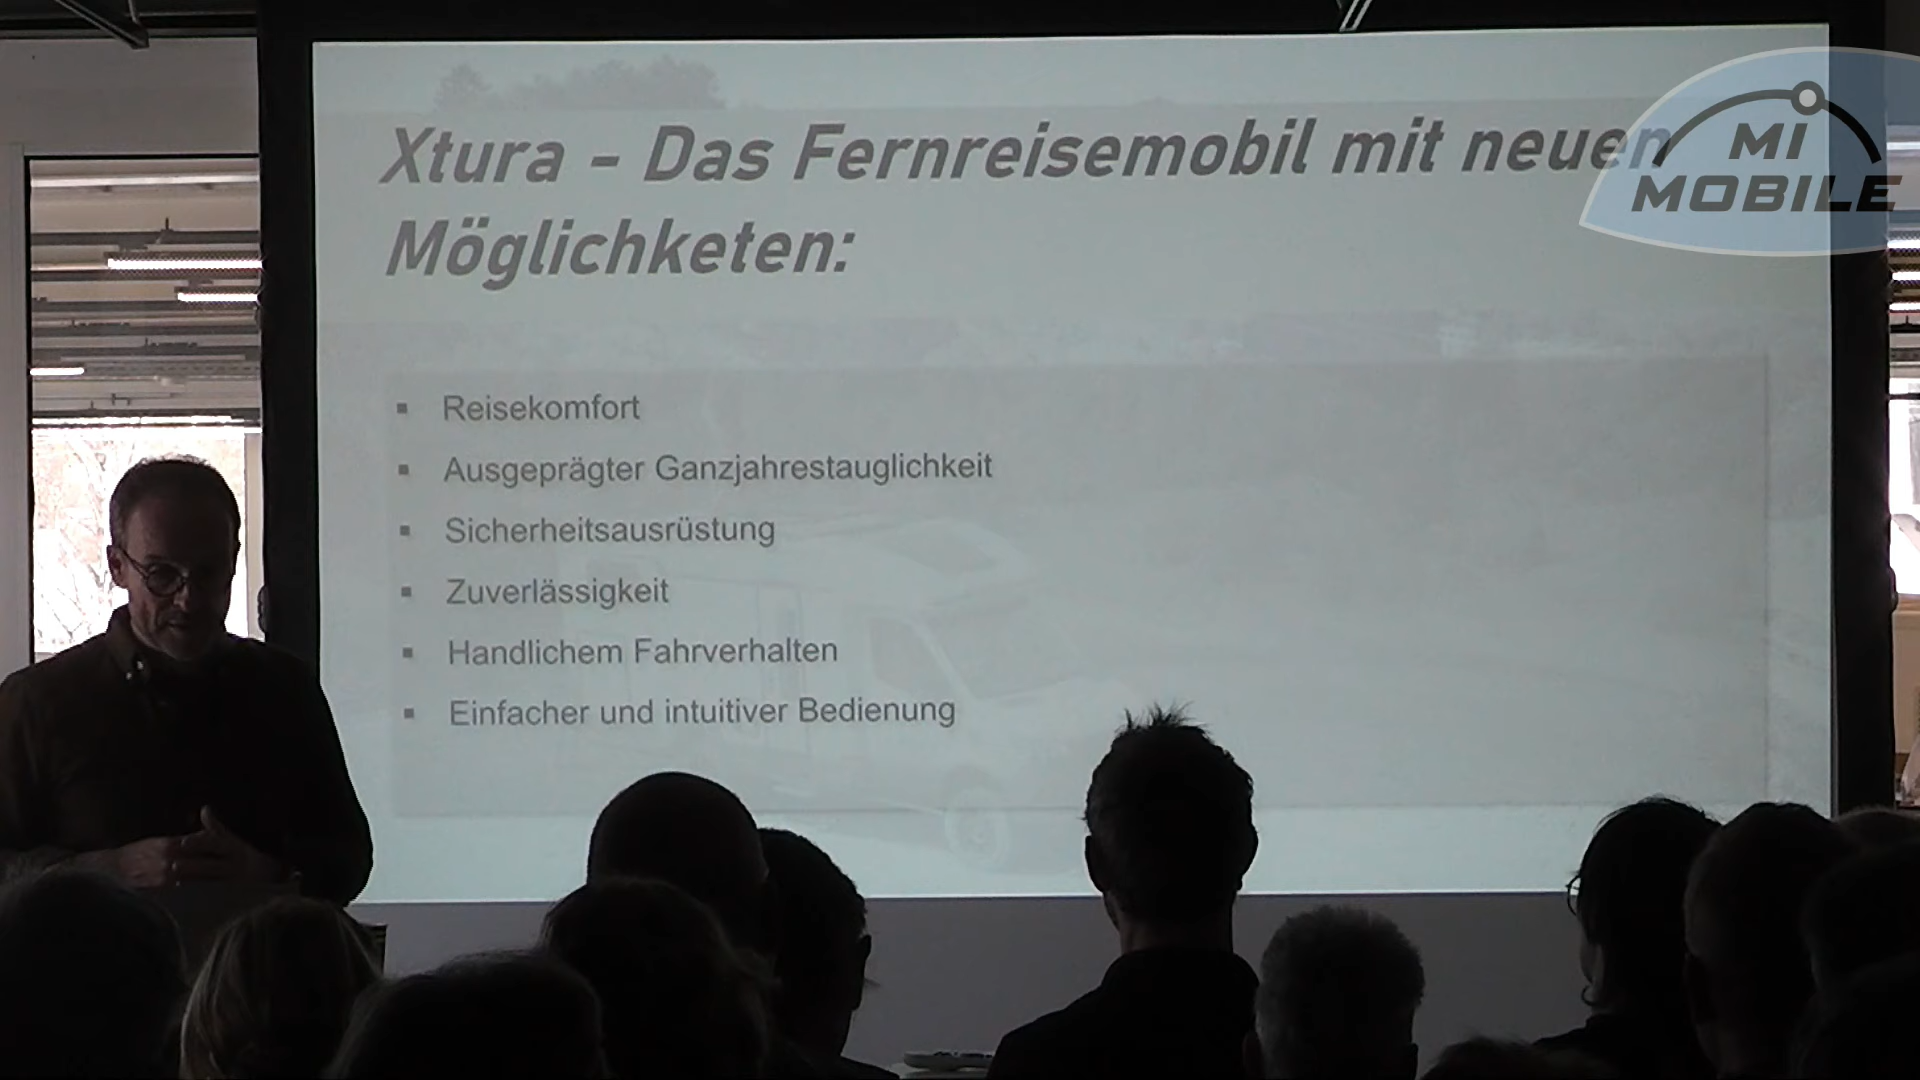 Xtura - Das Fernreisemobil mit neuen
Möglichketen:
Reisekomfort
Ausgeprägter Ganzjahrestauglichkeit
Sicherheitsausrüstung
Zuverlässigkeit
Handlichem Fahrverhalten
Einfacher und intuitiver Bedienung
MI
MOBILE